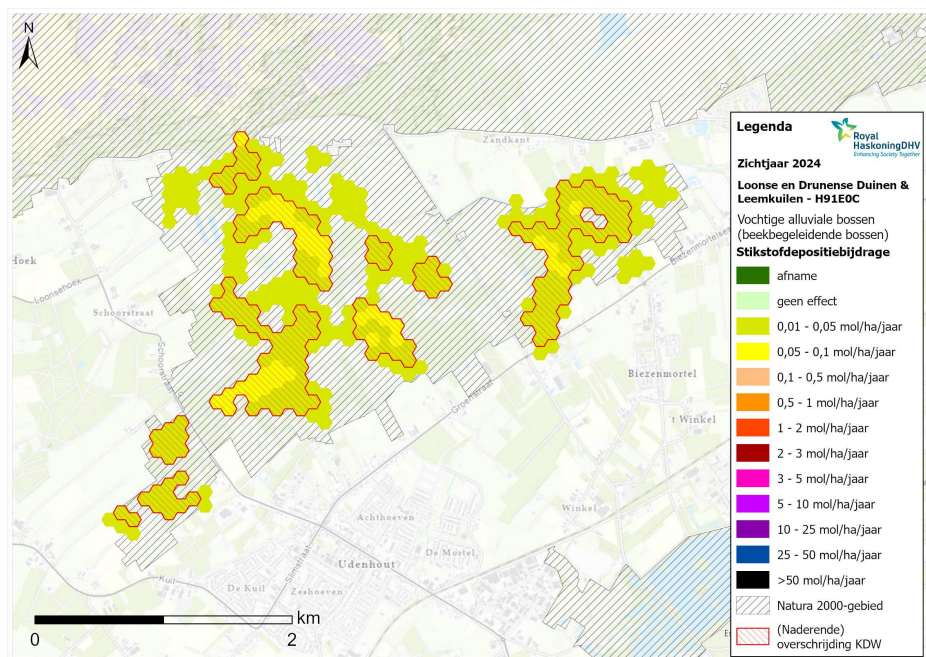 N
Zandkant
Hoek
Loonsehoek
Schoorstraat
Schoorstraat
Biezenmortelsestraat
Groenstraat
Biezenmortel
't Winkel
Winkel
Achthoeven
De Mortel
Udenhout
Slimstraat
Kuil
De Kuil
Zeshoeven
km
0
2
Legenda
Royal
HaskoningDHV
Enhancing Society Together
Zichtjaar 2024
Loonse en Drunense Duinen &
Leemkuilen - H91E0C
Vochtige alluviale bossen
(beekbegeleidende bossen)
Stikstofdepositiebijdrage
afname
geen effect
0,01 - 0,05 mol/ha/jaar
0,05 - 0,1 mol/ha/jaar
0,1 - 0,5 mol/ha/jaar
0,5 - 1 mol/ha/jaar
1 - 2 mol/ha/jaar
2 - 3 mol/ha/jaar
3 - 5 mol/ha/jaar
5 - 10 mol/ha/jaar
10 - 25 mol/ha/jaar
25 - 50 mol/ha/jaar
>50 mol/ha/jaar
Natura 2000-gebied
(Naderende)
overschrijding KDW